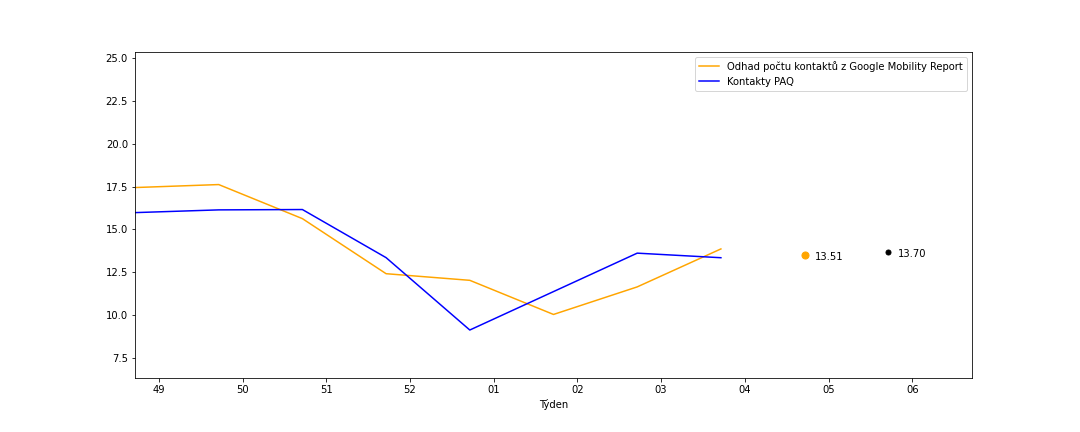 25.0
22.5
20.0
17.5
15.0
12.5
10.0
7.5
Odhad počtu kontaktů z Google Mobility Report
Kontakty PAQ
13.51
13.70
49 50 51 52 01 02 03 04 05 06
Týden